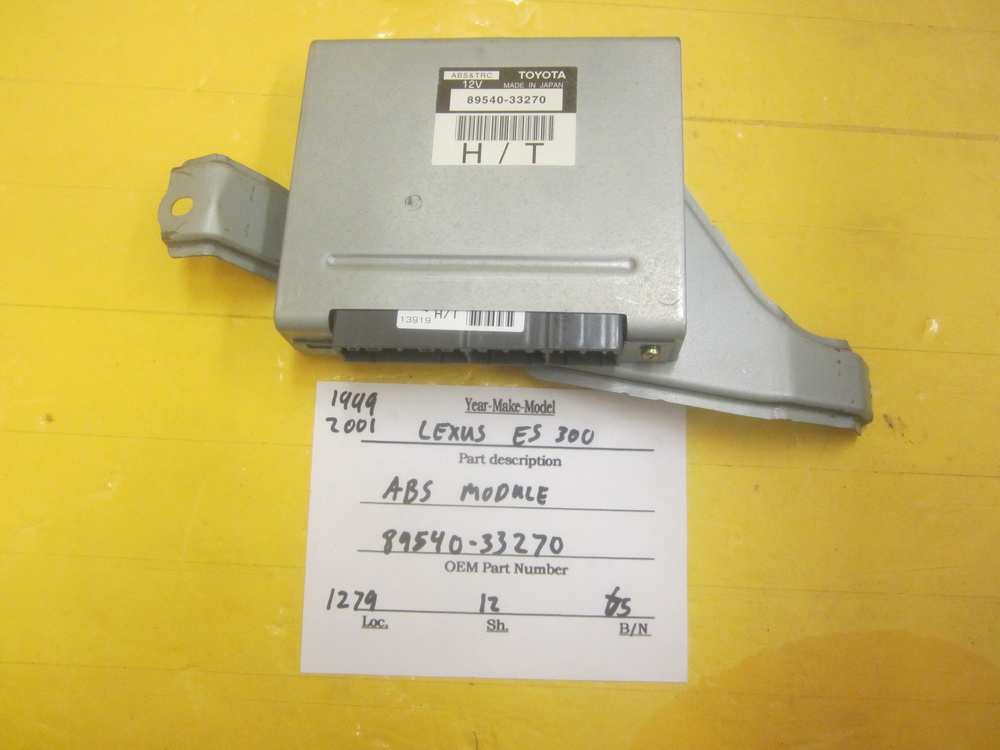 ABS&TRC TOYOTA
12V MADE IN JAPAN
89540-33270
H / T
H/T
13919
1999 Year-Make-Model
2001 LEXUS ES 300
Part description
ABS MODULE
89540-33270
OEM Part Number
1279 12 65
Loc. Sh. B/N